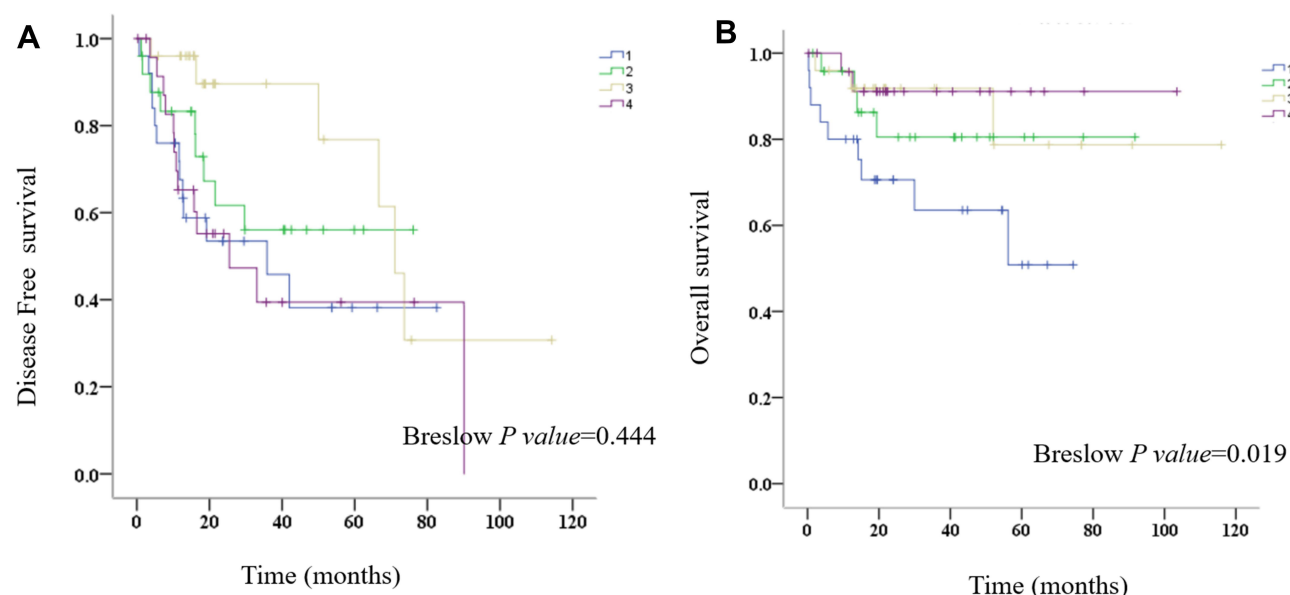 A
Disease Free survival
1.0
0.8
0.6
0.4
0.2
0.0
0 20 40 60 80 100 120
Time (months)
1
2
3
4
Breslow P value=0.444
B
Overall survival
1.0
0.8
0.6
0.4
0.2
0.0
0 20 40 60 80 100 120
Time (months)
1
2
3
Breslow P value=0.019